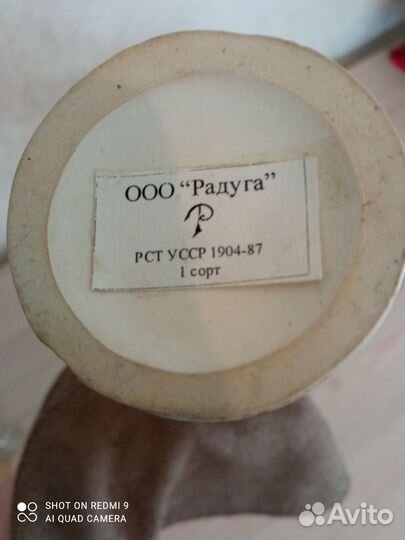 ООО “Радуга”
РСТ УССР 1904-87
1 сорт
SHOT ON REDMI 9
AI QUAD CAMERA
Avito